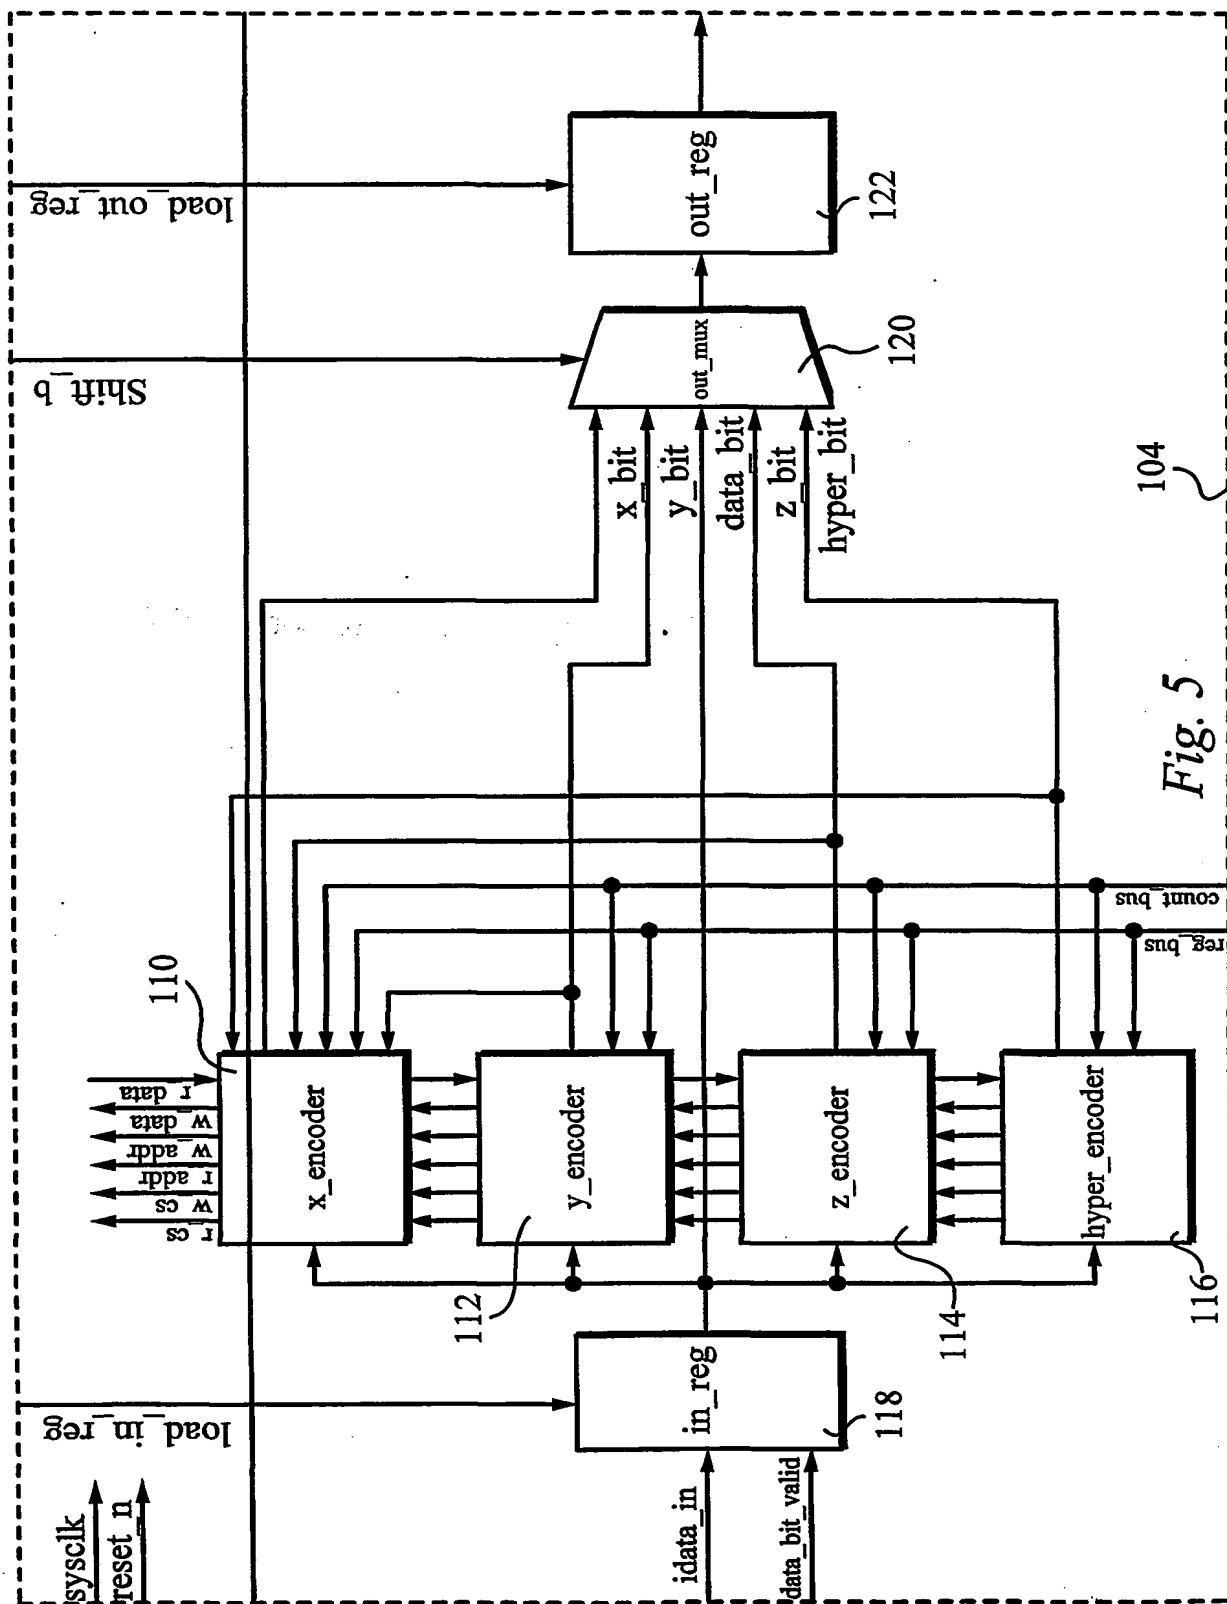 sysclk
reset_n
load_in_reg
idata_in
data_bit_valid
in_reg
118
r_cs
w_cs
r_addr
w_addr
w_data
r_data
110
x_encoder
112
y_encoder
114
z_encoder
116
hyper_encoder
reg_bus
count_bus
x_bit
y_bit
data_bit
z_bit
hyper_bit
Shift_b
out_mux
120
load_out_reg
out_reg
122
104
Fig. 5